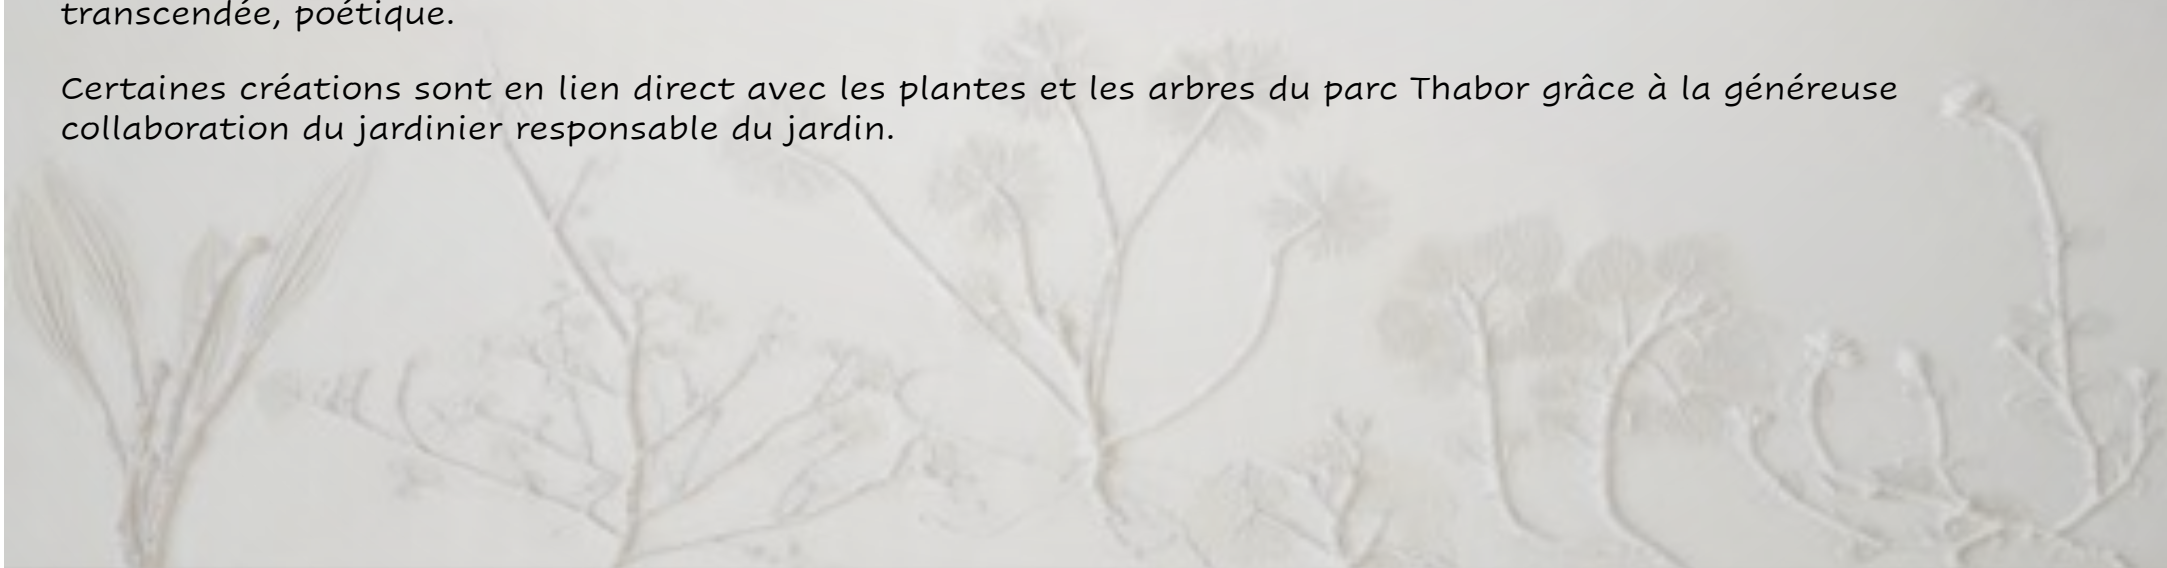 transcendée, poétique.
Certaines créations sont en lien direct avec les plantes et les arbres du parc Thabor grâce à la généreuse
collaboration du jardinier responsable du jardin.